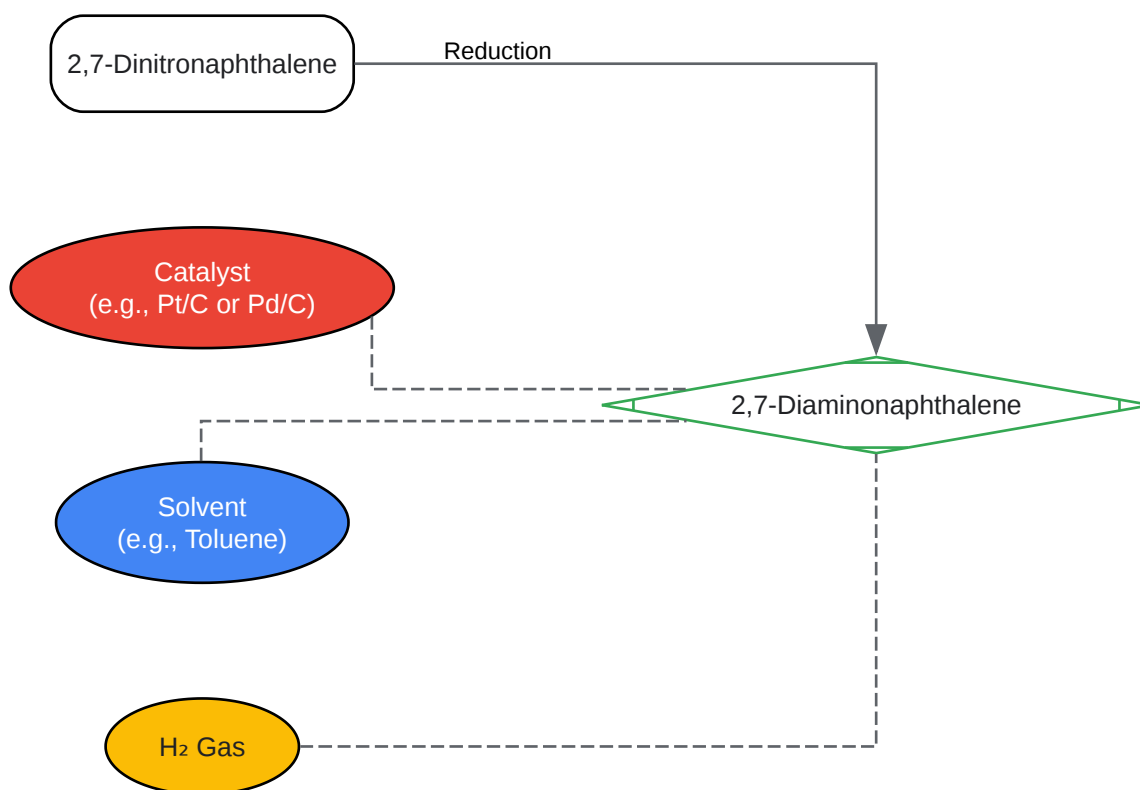 2,7-Dinitronaphthalene
Reduction
Catalyst
(e.g., Pt/C or Pd/C)
2,7-Diaminonaphthalene
Solvent
(e.g., Toluene)
H₂ Gas